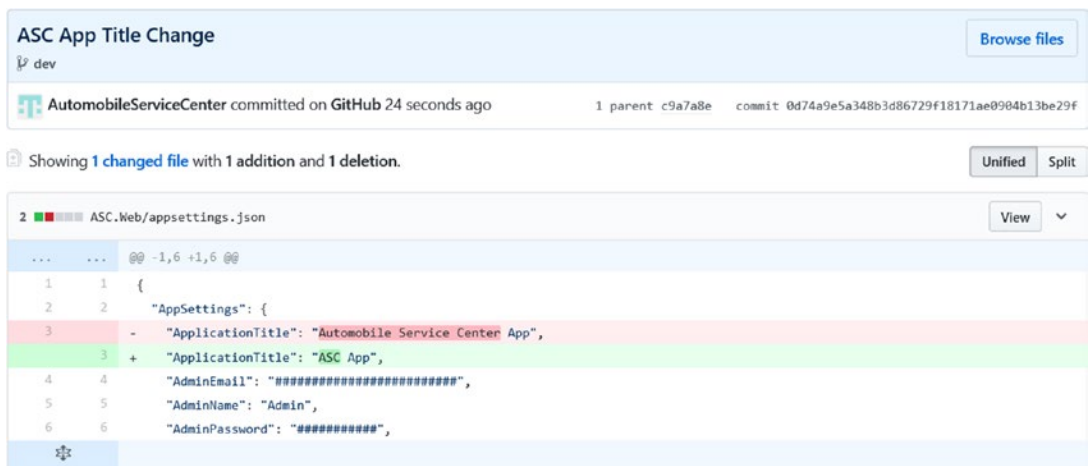 ASC App Title Change
Browse files
dev
AutomobileServiceCenter committed on GitHub 24 seconds ago 1 parent c9a7a8e commit 0d74a9e5a348b3d86729f18171ae0904b13be29f
Showing 1 changed file with 1 addition and 1 deletion. Unified Split
2 ASC.Web/appsettings.json View
... ... @@ -1,6 +1,6 @@
1 1 {
2 2 "AppSettings": {
3 - "ApplicationTitle": "Automobile Service Center App",
3 + "ApplicationTitle": "ASC App",
4 4 "AdminEmail": "#########################",
5 5 "AdminName": "Admin",
6 6 "AdminPassword": "###########",